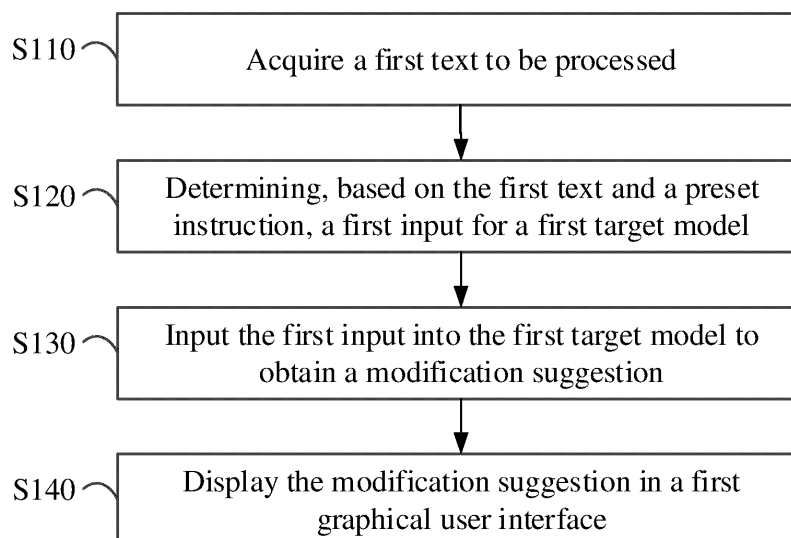 S110
Acquire a first text to be processed
S120
Determining, based on the first text and a preset
instruction, a first input for a first target model
S130
Input the first input into the first target model to
obtain a modification suggestion
S140
Display the modification suggestion in a first
graphical user interface